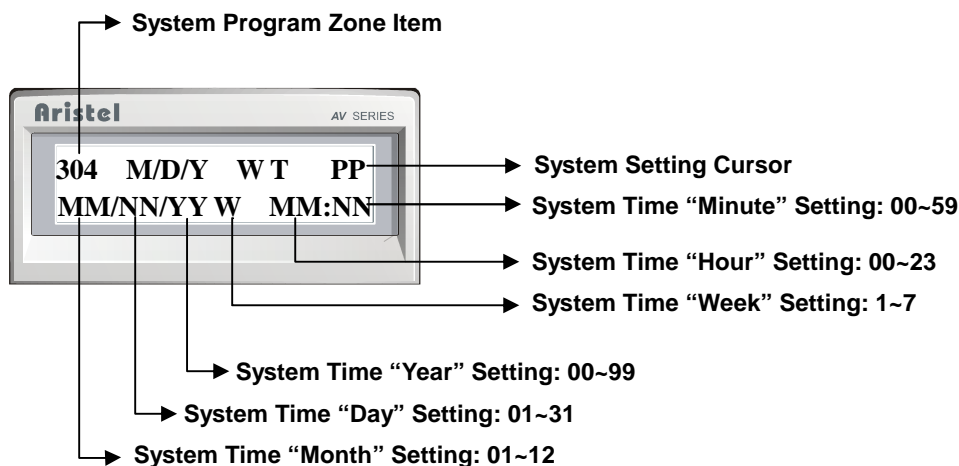 System Program Zone Item
Aristel AV SERIES
304 M/D/Y W T PP
MM/NN/YY W MM:NN
System Setting Cursor
System Time “Minute” Setting: 00~59
System Time “Hour” Setting: 00~23
System Time “Week” Setting: 1~7
System Time “Year” Setting: 00~99
System Time “Day” Setting: 01~31
System Time “Month” Setting: 01~12